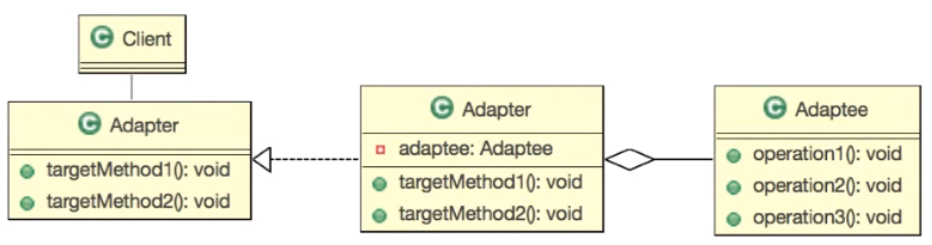 C Client
C Adapter
targetMethod1(): void
targetMethod2(): void
C Adapter
adaptee: Adaptee
targetMethod1(): void
targetMethod2(): void
C Adaptee
operation1(): void
operation2(): void
operation3(): void